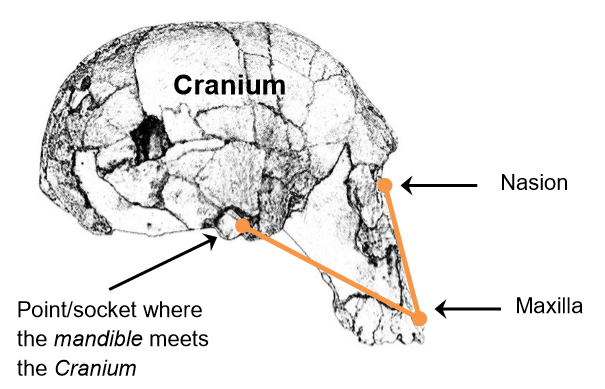 Cranium
Nasion
Maxilla
Point/socket where
the mandible meets
the Cranium